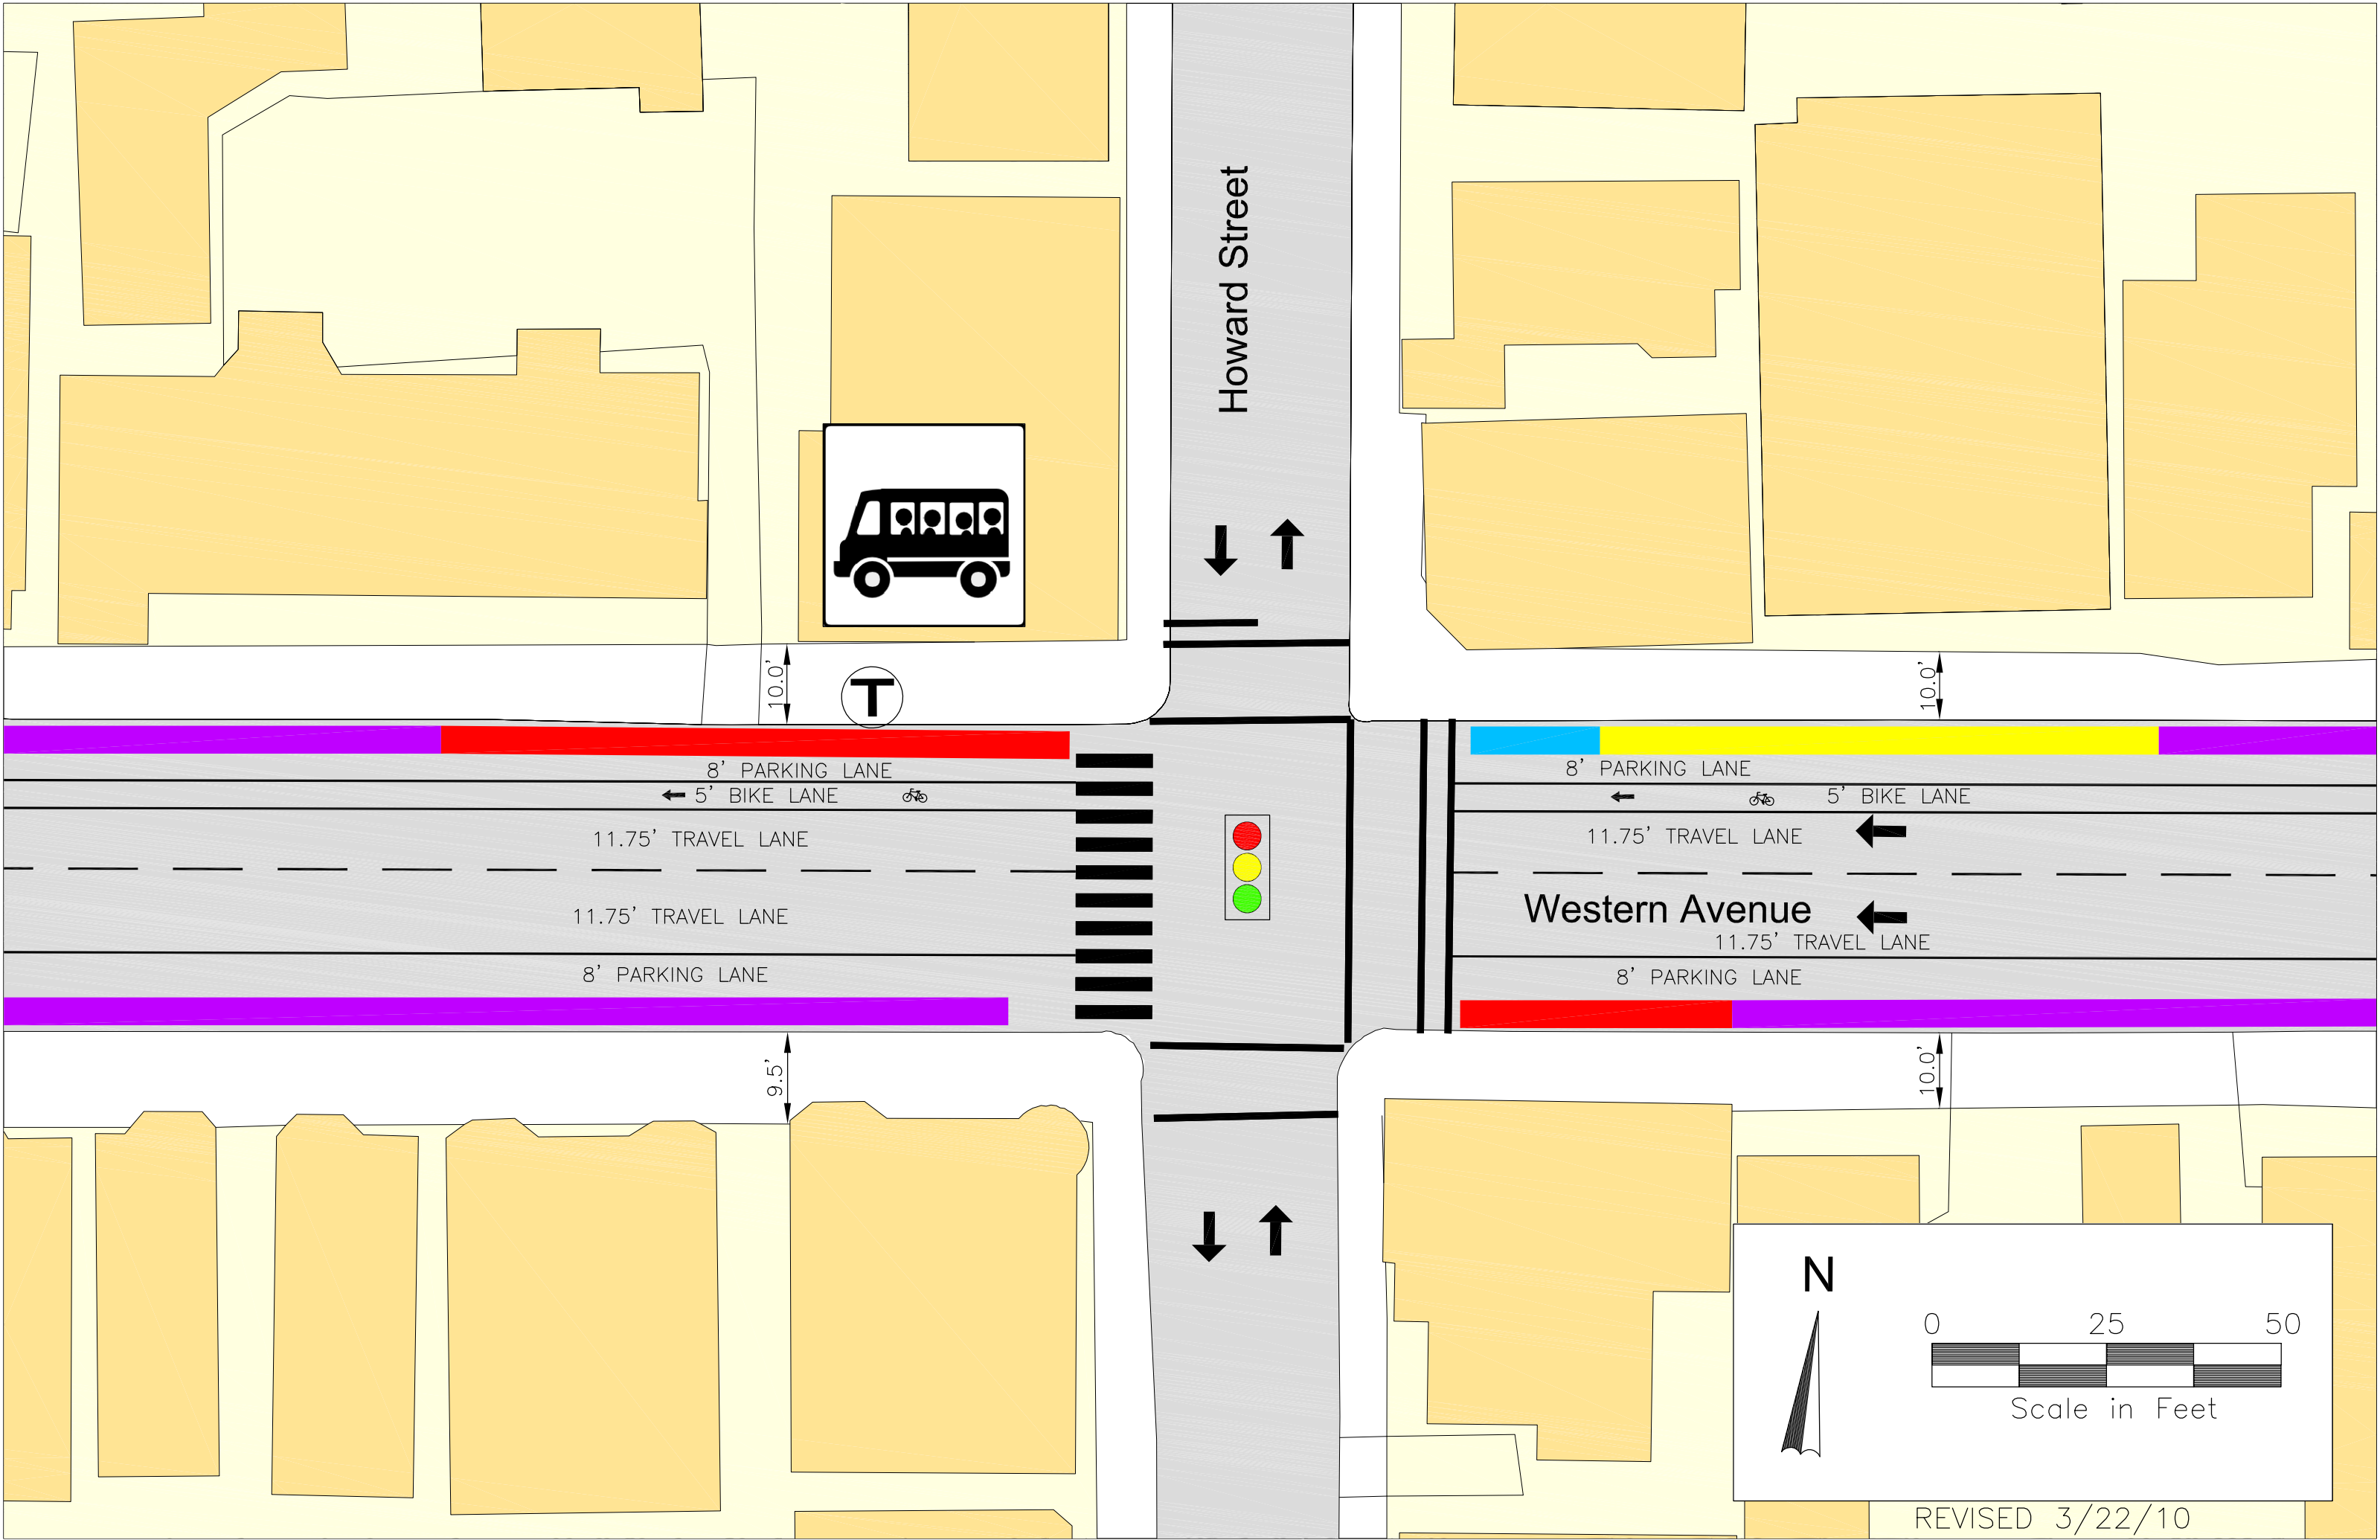 Howard Street
10.0'
T
10.0'
8' PARKING LANE
8' PARKING LANE
5' BIKE LANE
5' BIKE LANE
11.75' TRAVEL LANE
11.75' TRAVEL LANE
11.75' TRAVEL LANE
Western Avenue
11.75' TRAVEL LANE
8' PARKING LANE
8' PARKING LANE
9.5'
10.0'
N
0 25 50
Scale in Feet
REVISED 3/22/10